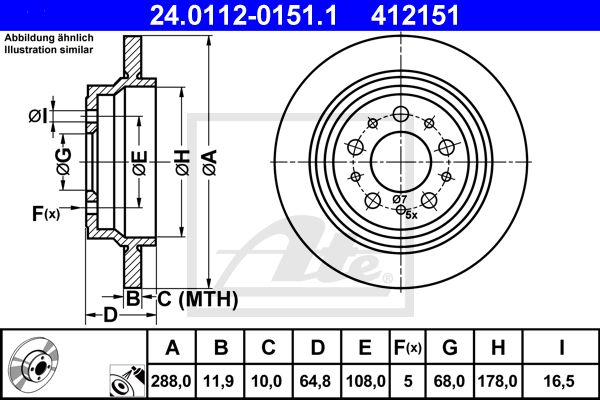 24.0112-0151.1 412151
Abbildung ähnlich
Illustration similar
ØI
ØG
ØE
ØH
ØA
F(x)
B
C (MTH)
D
Ø7
5x
Ate
®
A B C D E F(x) G H I
288,0 11,9 10,0 64,8 108,0 5 68,0 178,0 16,5